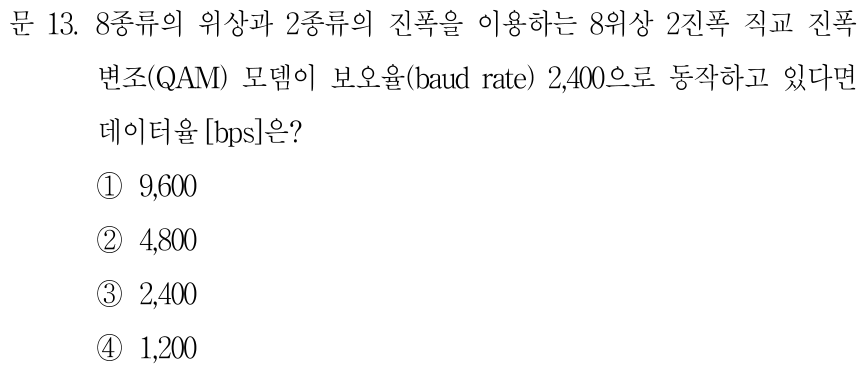 문 13. 8종류의 위상과 2종류의 진폭을 이용하는 8위상 2진폭 직교 진폭
변조(QAM) 모뎀이 보오율(baud rate) 2,400으로 동작하고 있다면
데이터율[bps]은?
① 9,600
② 4,800
③ 2,400
④ 1,200